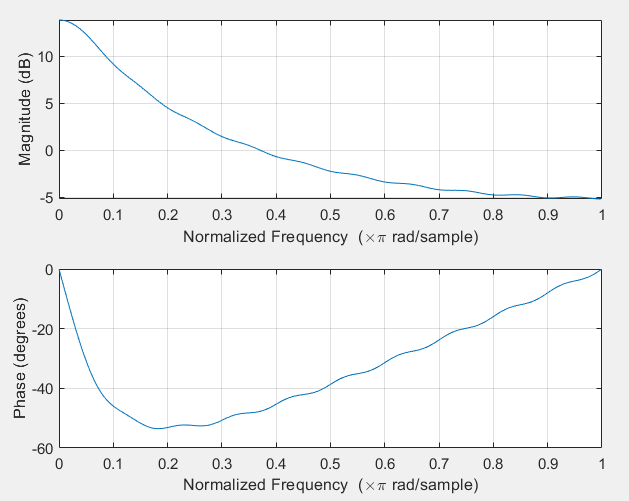 Magnitude (dB)
10
5
0
-5
0 0.1 0.2 0.3 0.4 0.5 0.6 0.7 0.8 0.9 1
Normalized Frequency (×π rad/sample)
Phase (degrees)
0
-20
-40
-60
0 0.1 0.2 0.3 0.4 0.5 0.6 0.7 0.8 0.9 1
Normalized Frequency (×π rad/sample)